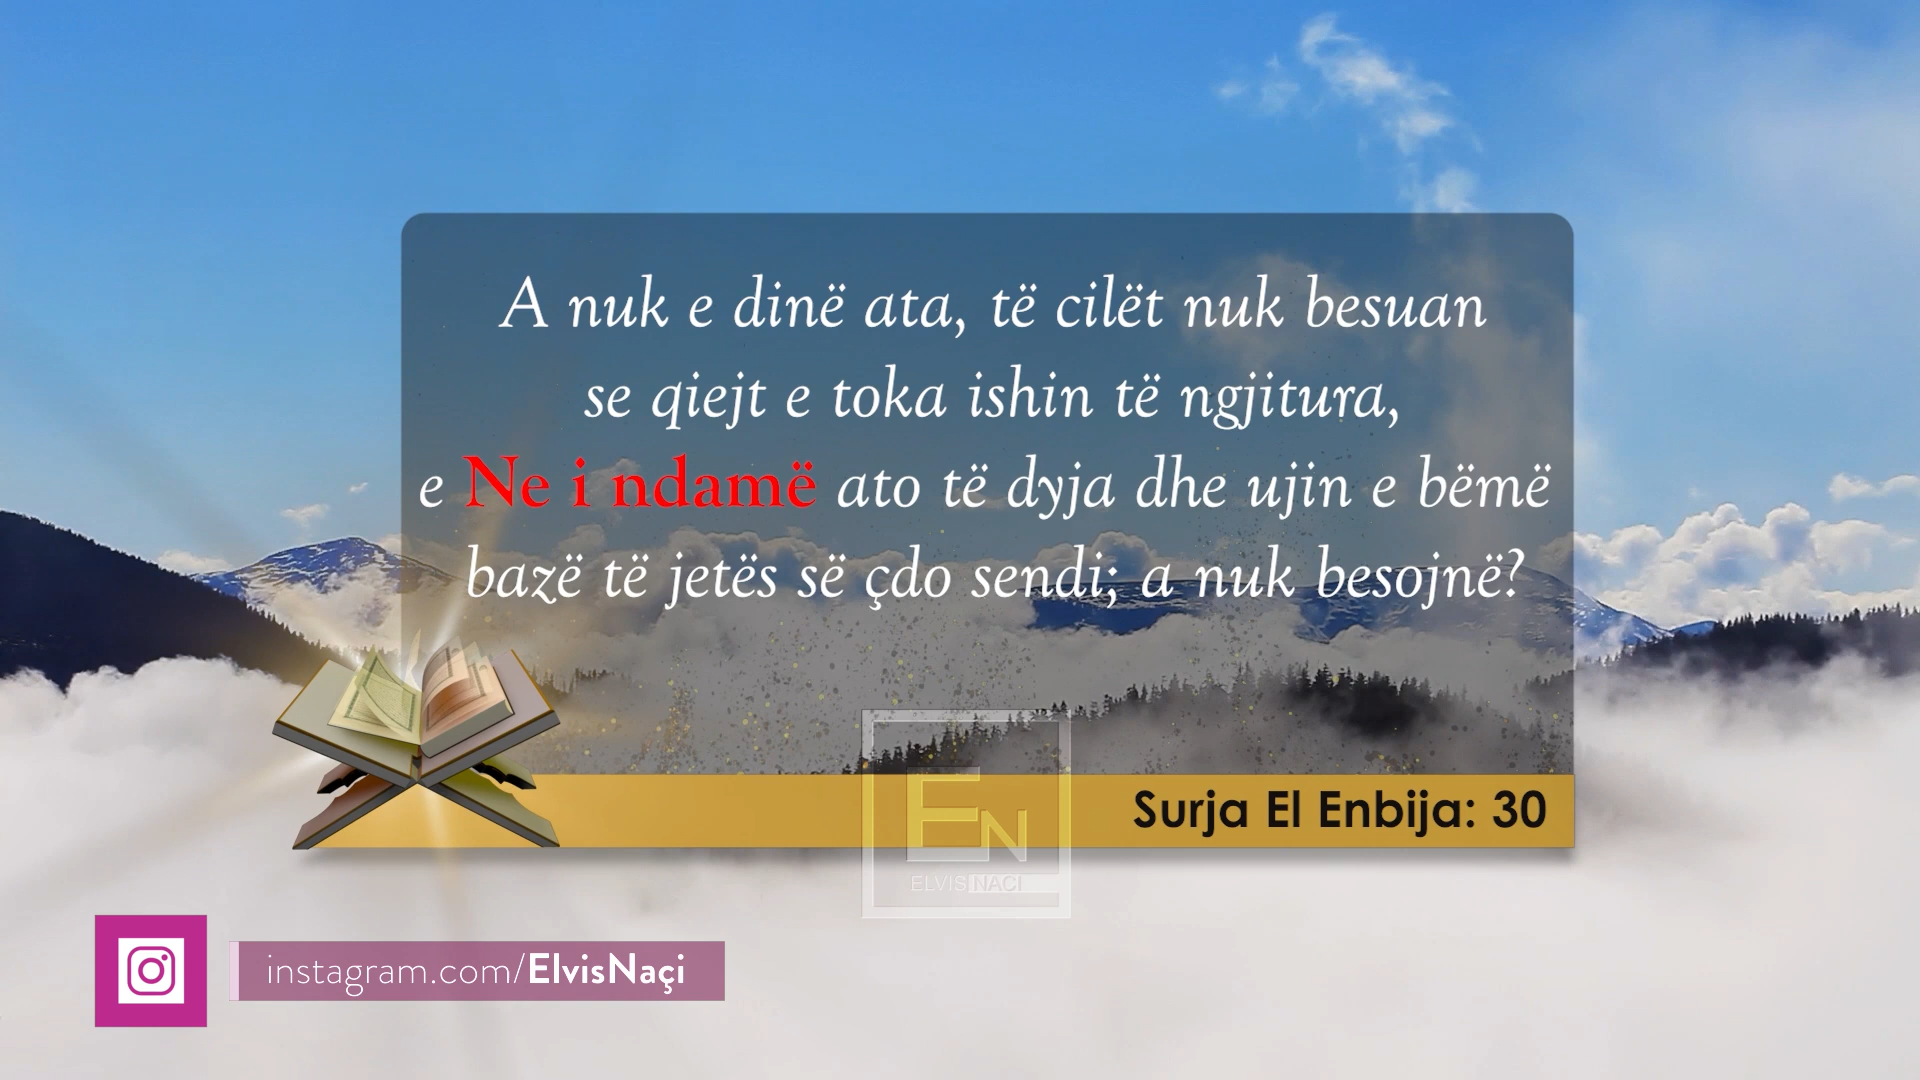 A nuk e dinë ata, të cilët nuk besuan
se qiejt e toka ishin të ngjitura,
e Ne i ndamë ato të dyja dhe ujin e bëmë
bazë të jetës së çdo sendi; a nuk besojnë?
Surja El Enbija: 30
EN
ELVIS NAÇI
instagram.com/ElvisNaçi